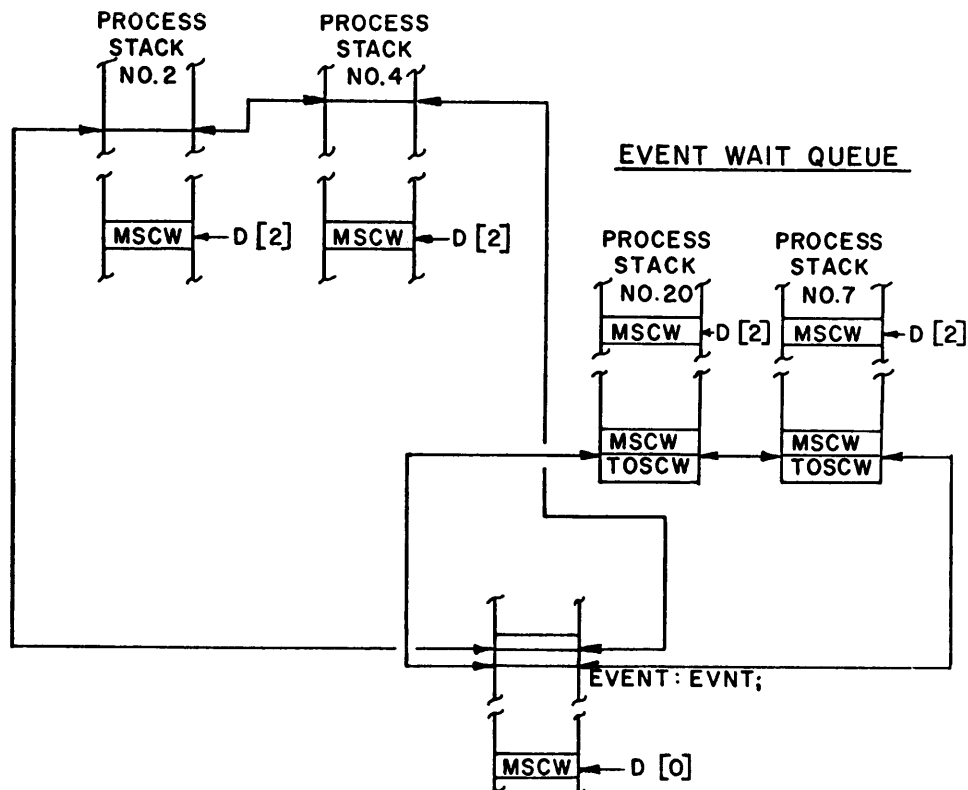 PROCESS
STACK
NO.2
PROCESS
STACK
NO.4
EVENT WAIT QUEUE
MSCW
D [2]
MSCW
D [2]
PROCESS
STACK
NO.20
PROCESS
STACK
NO.7
MSCW
D [2]
MSCW
D [2]
MSCW
TOSCW
MSCW
TOSCW
EVENT: EVNT;
MSCW
D [0]